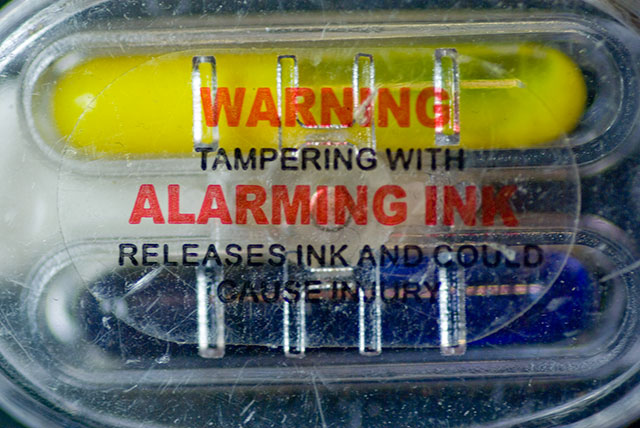 WARNING
TAMPERING WITH
ALARMING INK
RELEASES INK AND COULD
CAUSE INJURY